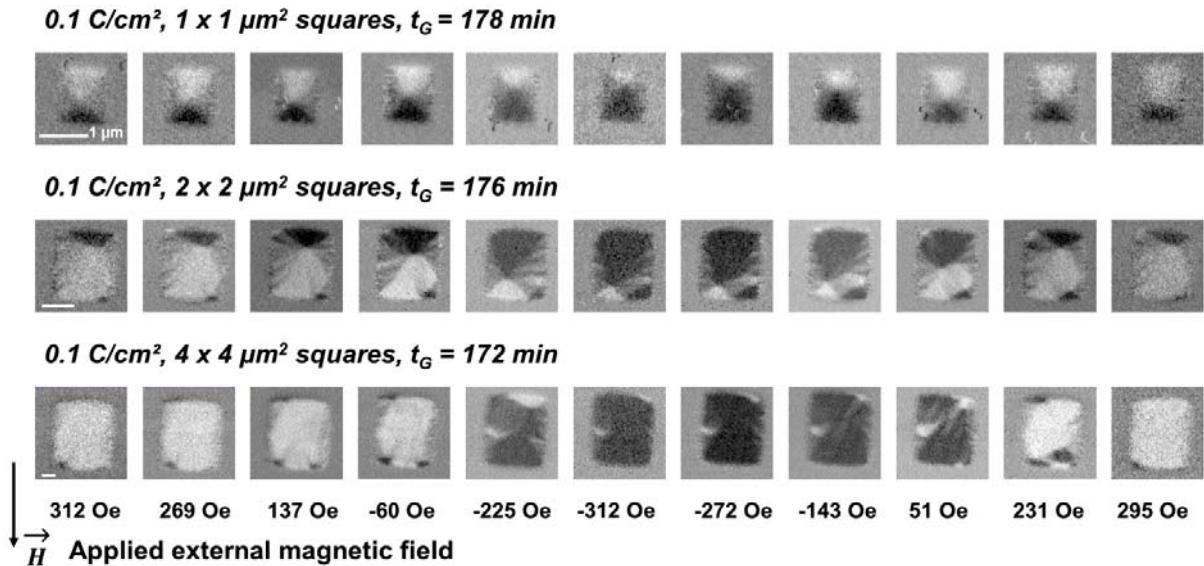 0.1 C/cm², 1 x 1 µm² squares, t_G = 178 min
1 µm
0.1 C/cm², 2 x 2 µm² squares, t_G = 176 min
0.1 C/cm², 4 x 4 µm² squares, t_G = 172 min
312 Oe 269 Oe 137 Oe -60 Oe -225 Oe -312 Oe -272 Oe -143 Oe 51 Oe 231 Oe 295 Oe
H Applied external magnetic field